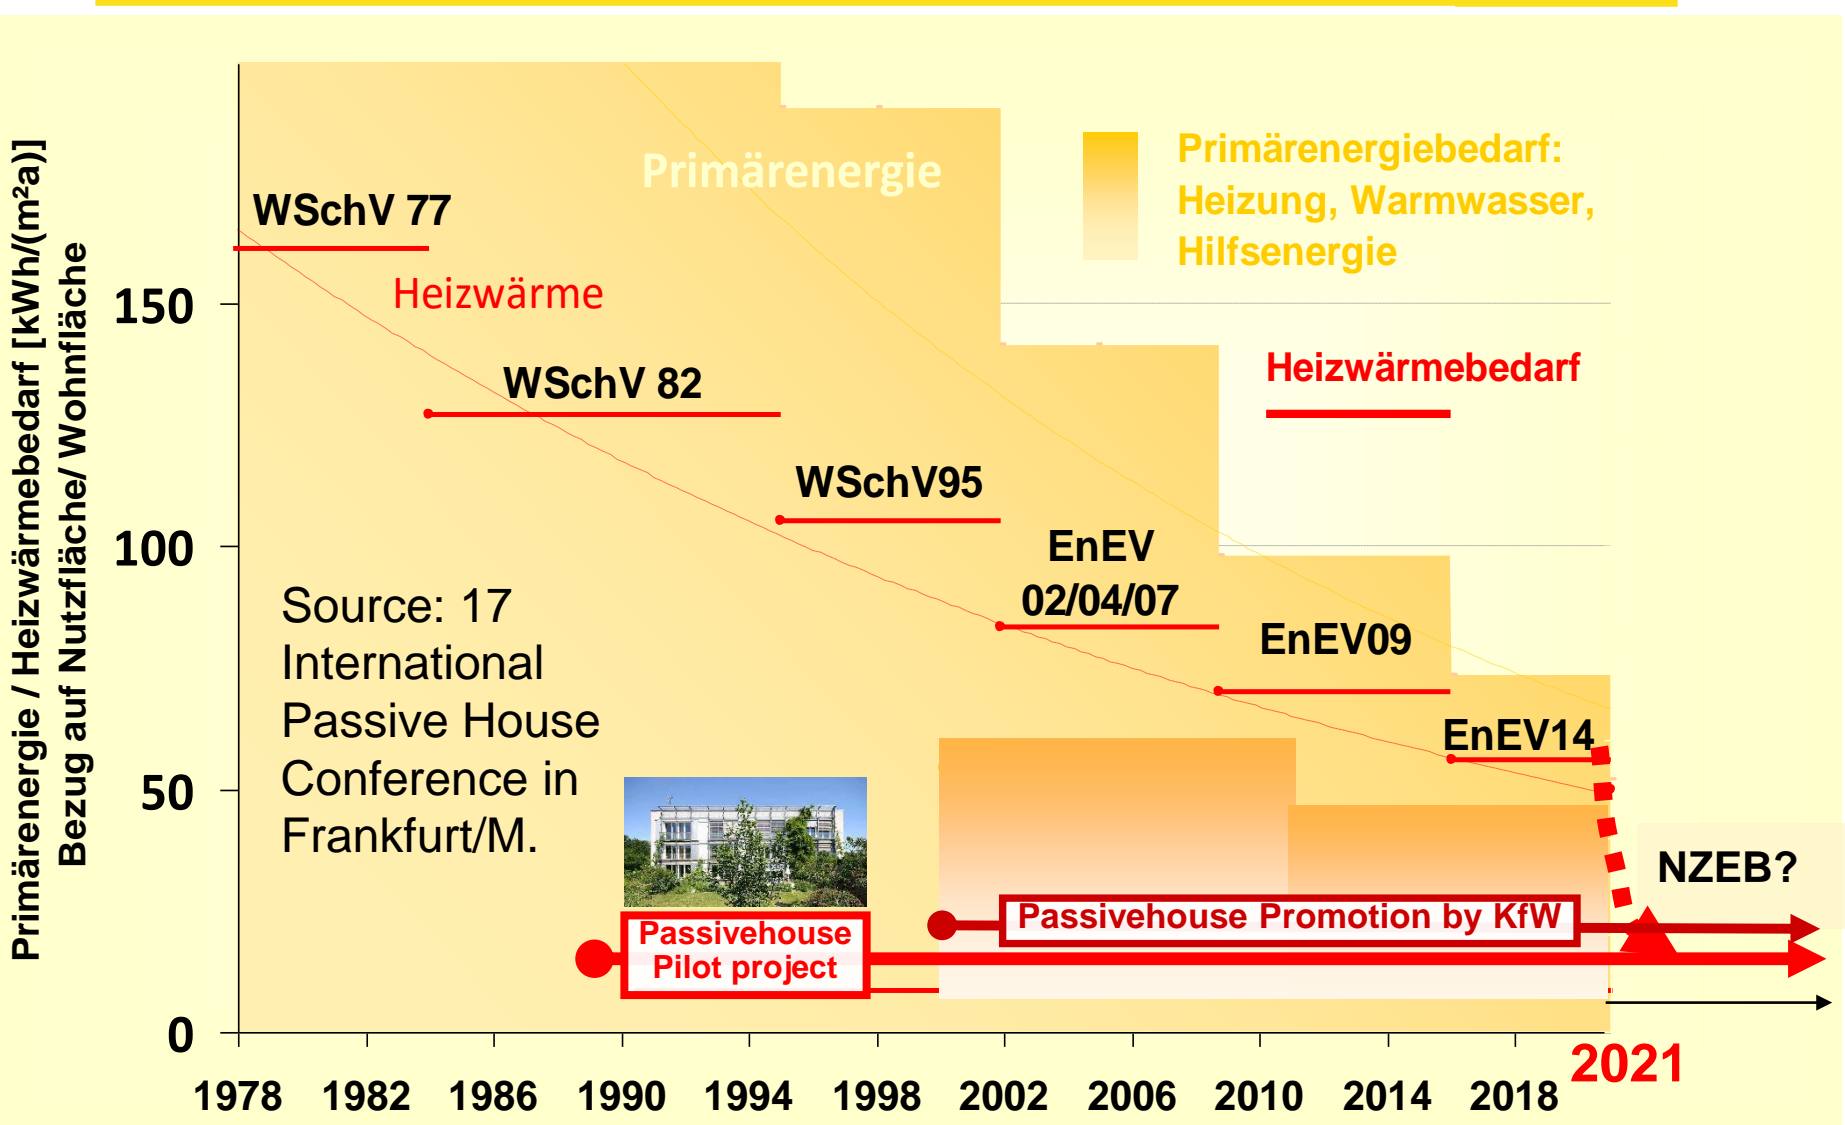 Primärenergie / Heizwärmebedarf [kWh/(m²a)]
Bezug auf Nutzfläche/ Wohnfläche
150
100
50
0
1978
1982
1986
1990
1994
1998
2002
2006
2010
2014
2018
2021
WSchV 77
Heizwärme
WSchV 82
WSchV95
EnEV
02/04/07
EnEV09
EnEV14
Primärenergie
Primärenergiebedarf:
Heizung, Warmwasser,
Hilfsenergie
Heizwärmebedarf
Source: 17
International
Passive House
Conference in
Frankfurt/M.
Passivehouse
Pilot project
Passivehouse Promotion by KfW
NZEB?